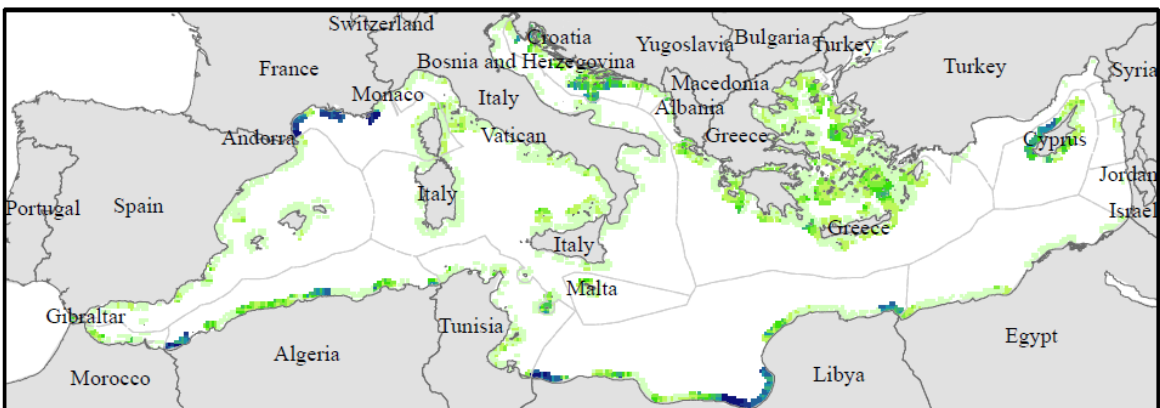 Switzerland
Croatia
Yugoslavia
Bulgaria
Turkey
Bosnia and Herzegovina
France
Turkey
Syria
Macedonia
Monaco
Italy
Albania
Andorra
Vatican
Greece
Cyprus
Jordan
Portugal
Spain
Italy
Israel
Greece
Italy
Malta
Gibraltar
Tunisia
Egypt
Algeria
Morocco
Libya